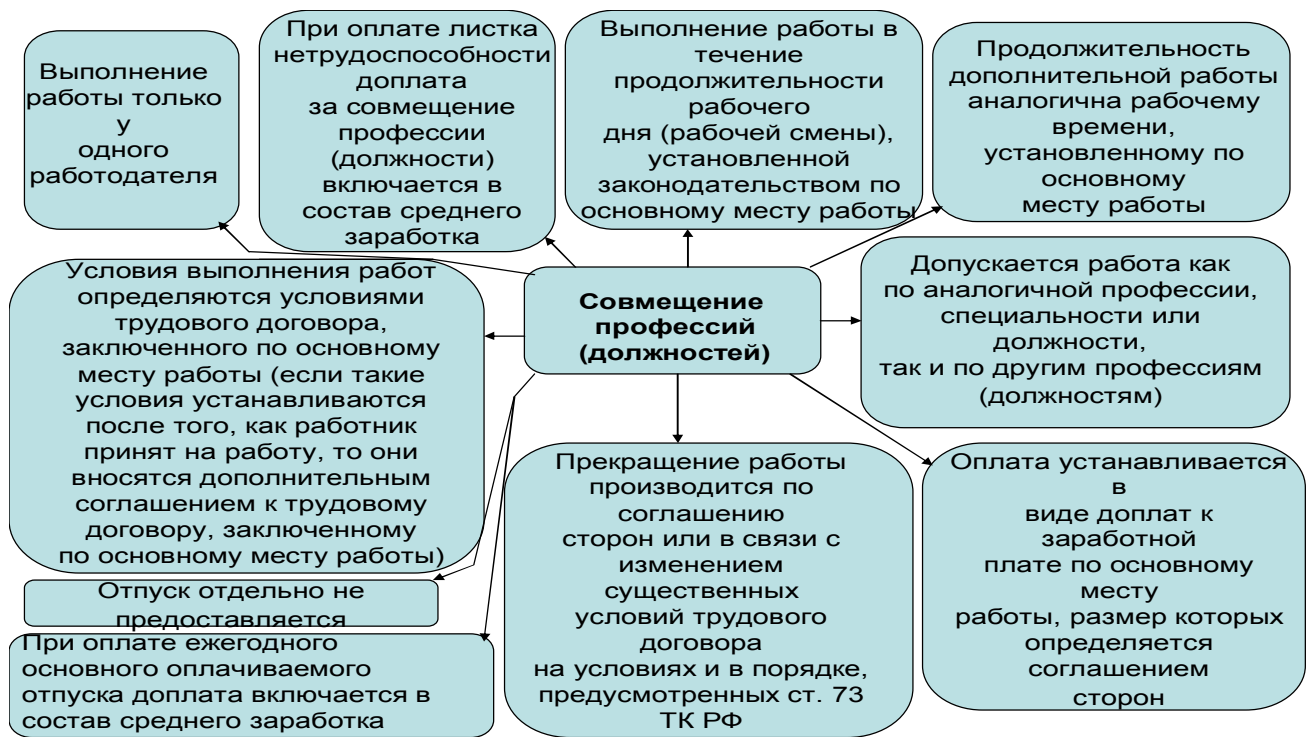 Выполнение
работы только
у
одного
работодателя
При оплате листка
нетрудоспособности
доплата
за совмещение
профессии
(должности)
включается в
состав среднего
заработка
Выполнение работы в
течение
продолжительности
рабочего
дня (рабочей смены),
установленной
законодательством по
основному месту работы
Продолжительность
дополнительной работы
аналогична рабочему
времени,
установленному по
основному
месту работы
Условия выполнения работ
определяются условиями
трудового договора,
заключенного по основному
месту работы (если такие
условия устанавливаются
после того, как работник
принят на работу, то они
вносятся дополнительным
соглашением к трудовому
договору, заключенному
по основному месту работы)
Совмещение
профессий
(должностей)
Допускается работа как
по аналогичной профессии,
специальности или
должности,
так и по другим профессиям
(должностям)
Отпуск отдельно не
предоставляется
При оплате ежегодного
основного оплачиваемого
отпуска доплата включается в
состав среднего заработка
Прекращение работы
производится по
соглашению
сторон или в связи с
изменением
существенных
условий трудового
договора
на условиях и в порядке,
предусмотренных ст. 73
ТК РФ
Оплата устанавливается
в
виде доплат к
заработной
плате по основному
месту
работы, размер которых
определяется
соглашением
сторон